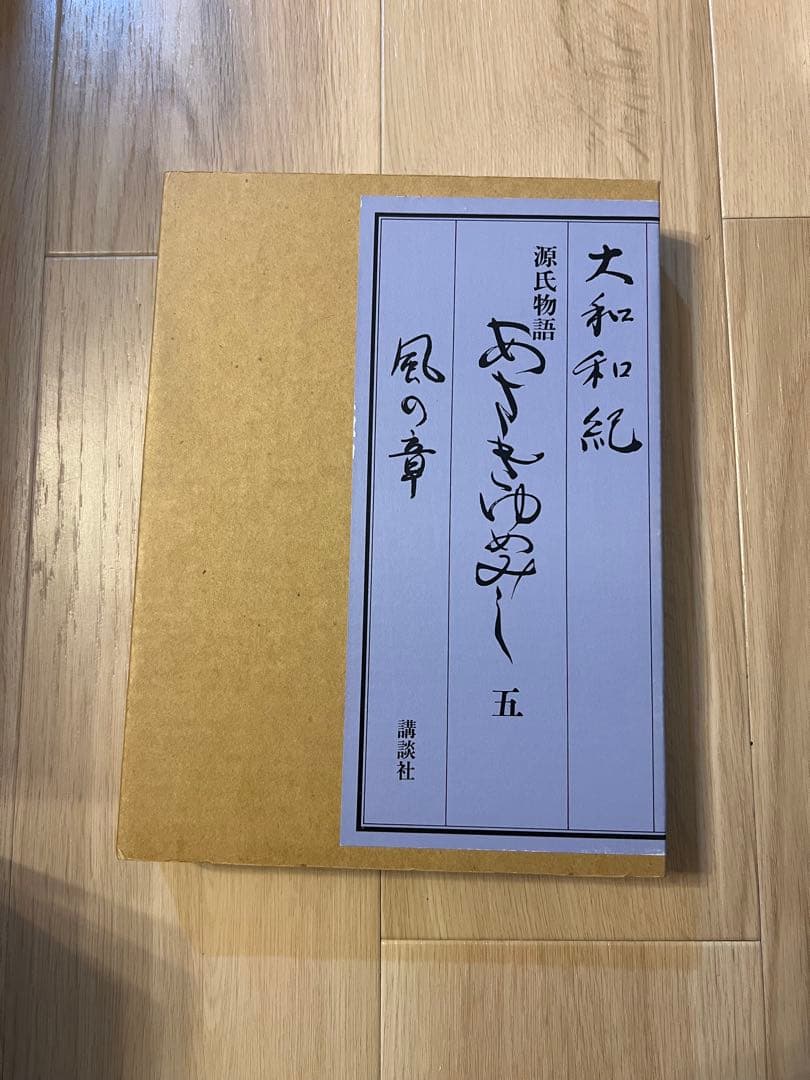 大和和紀
源氏物語
あさきゆめみし 五
風の章
講談社